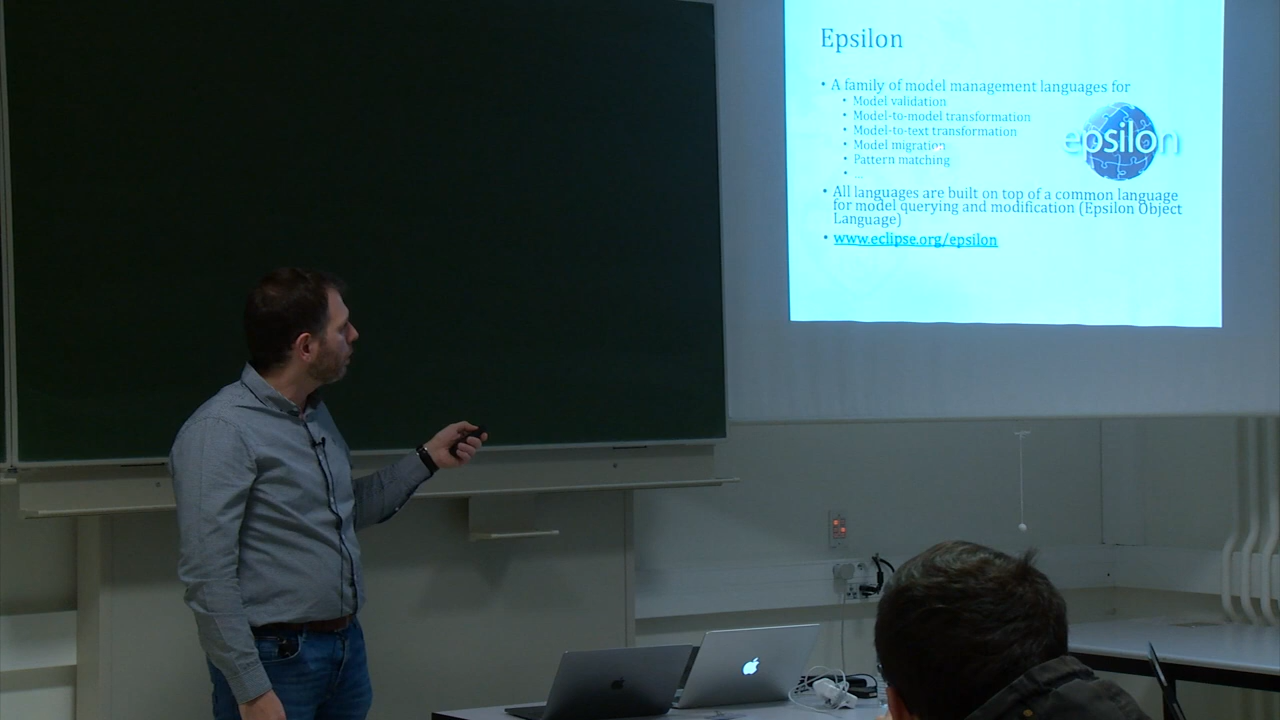 Epsilon
• A family of model management languages for
• Model validation
• Model-to-model transformation
• Model-to-text transformation
• Model migration
• Pattern matching
• ...
epsilon
• All languages are built on top of a common language
for model querying and modification (Epsilon Object
Language)
• www.eclipse.org/epsilon